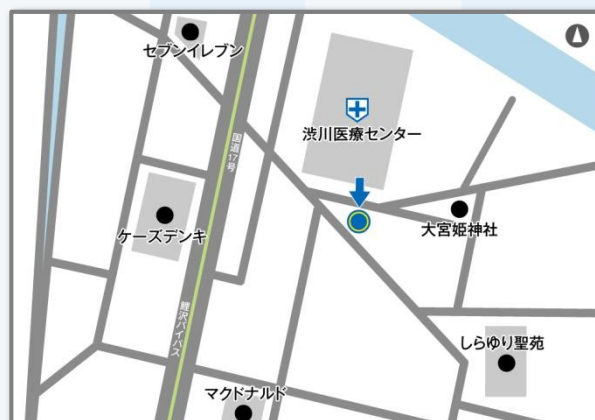 セブンイレブン
渋川医療センター
国道17号
大宮姫神社
ケーズデンキ
鯉沢バイパス
しらゆり聖苑
マクドナルド